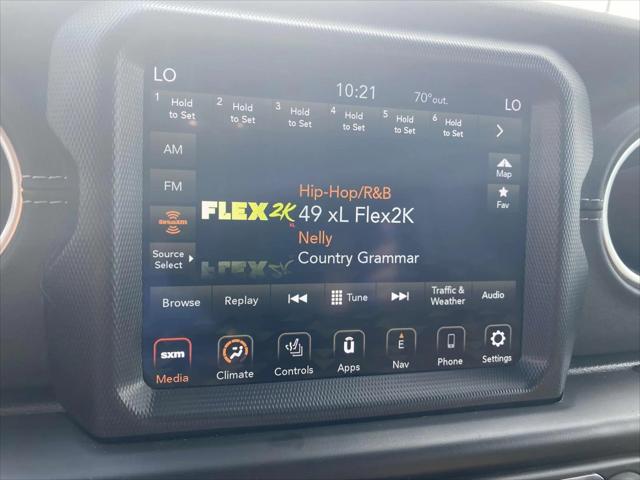 LO 10:21 70°out. LO
1 Hold to Set 2 Hold to Set 3 Hold to Set 4 Hold to Set 5 Hold to Set 6 Hold to Set
AM
FM
SiriusXM
Source Select
Map
Fav
Hip-Hop/R&B
FLEX2K XL
49 xL Flex2K
Nelly
Country Grammar
FLEX2K
Browse Replay Tune Traffic & Weather Audio
sxm
Media
Climate
Controls
Apps
E
Nav
Phone
Settings